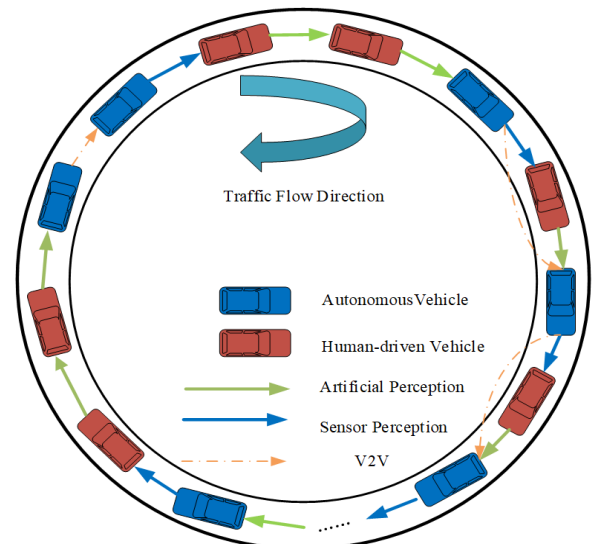 Traffic Flow Direction
AutonomousVehicle
Human-driven Vehicle
Artificial Perception
Sensor Perception
V2V
......